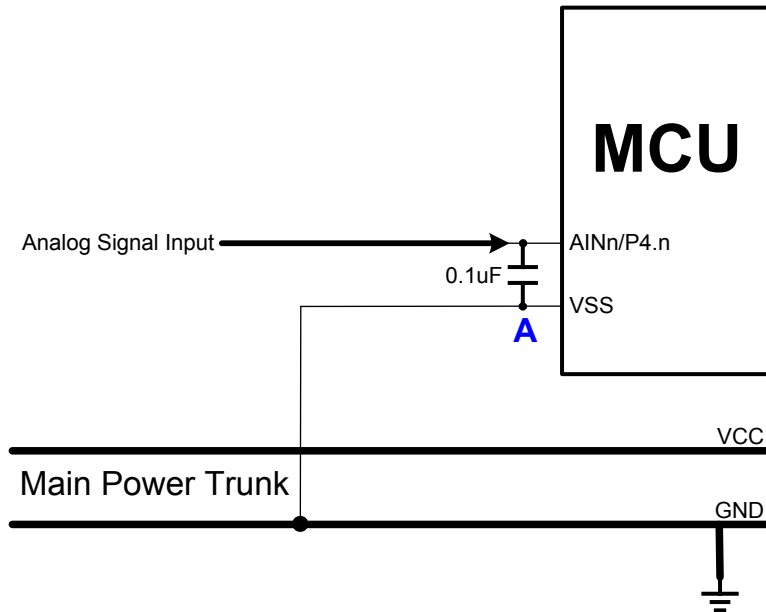 MCU
Analog Signal Input
AINn/P4.n
0.1uF
VSS
A
VCC
Main Power Trunk
GND